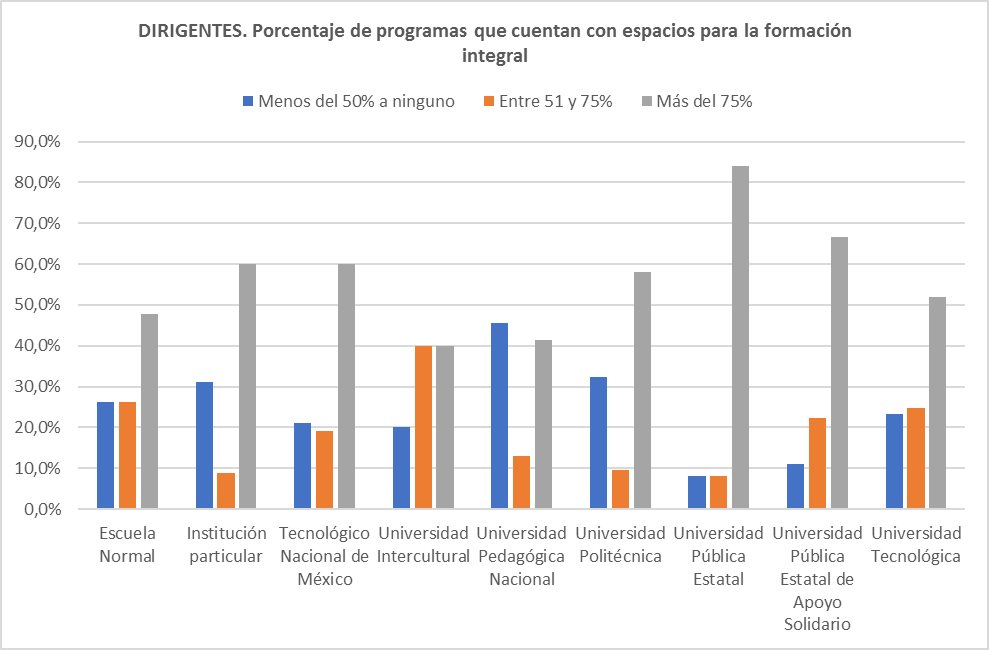 DIRIGENTES. Porcentaje de programas que cuentan con espacios para la formación
integral
Menos del 50% a ninguno Entre 51 y 75% Más del 75%
90,0%
80,0%
70,0%
60,0%
50,0%
40,0%
30,0%
20,0%
10,0%
0,0%
Escuela
Normal
Institución
particular
Tecnológico
Nacional de
México
Universidad
Intercultural
Universidad
Pedagógica
Nacional
Universidad
Politécnica
Universidad
Pública
Estatal
Universidad
Pública
Estatal de
Apoyo
Solidario
Universidad
Tecnológica